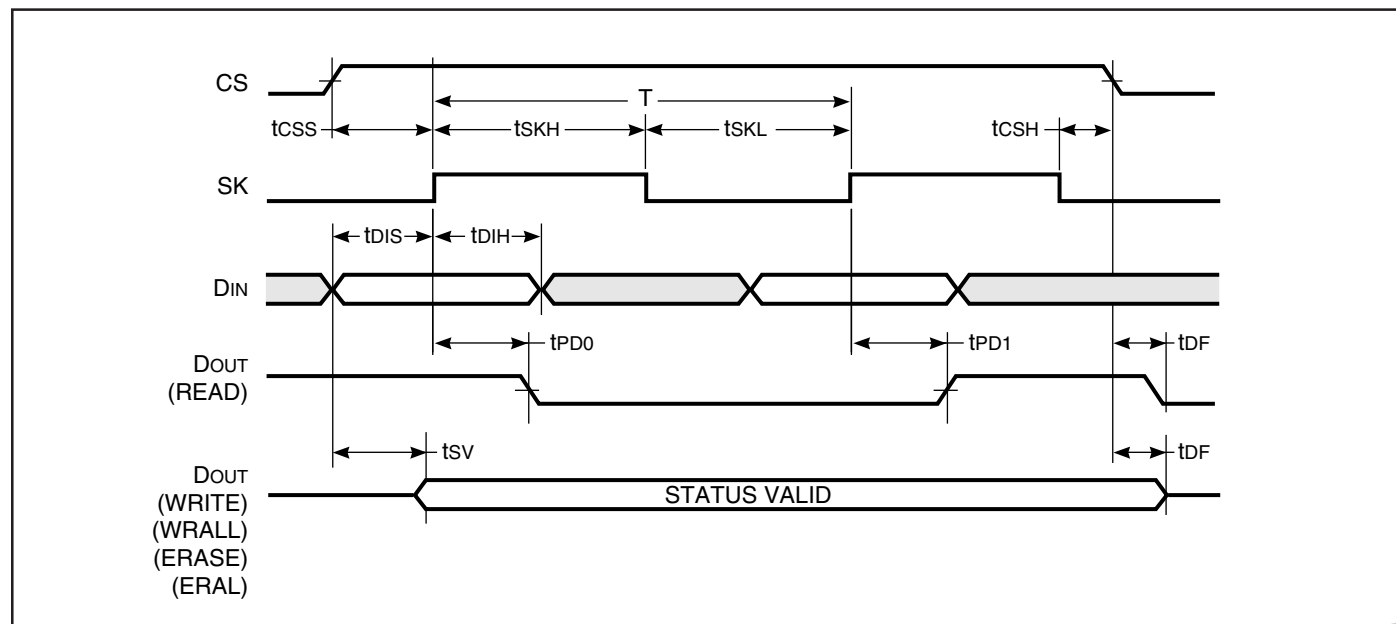 CS
T
tCSS
tSKH
tSKL
tCSH
SK
tDIS
tDIH
DIN
tPD0
tPD1
tDF
DOUT
(READ)
tSV
tDF
DOUT
(WRITE)
(WRALL)
(ERASE)
(ERAL)
STATUS VALID